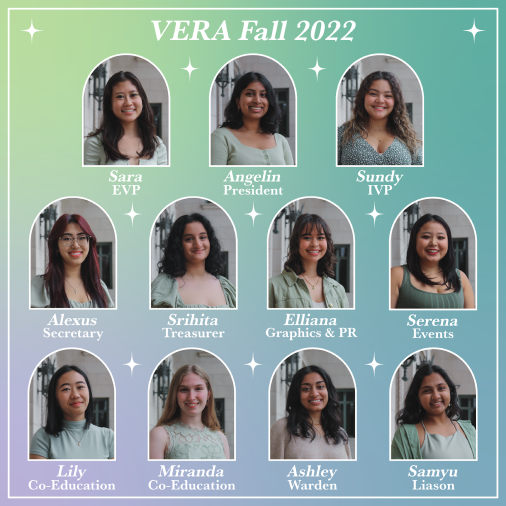 VERA Fall 2022
Sara Angelin Sundy
EVP President IVP
Alexus Srihita Elliana Serena
Secretary Treasurer Graphics & PR Events
Lily Miranda Ashley Samyu
Co-Education Co-Education Warden Liason